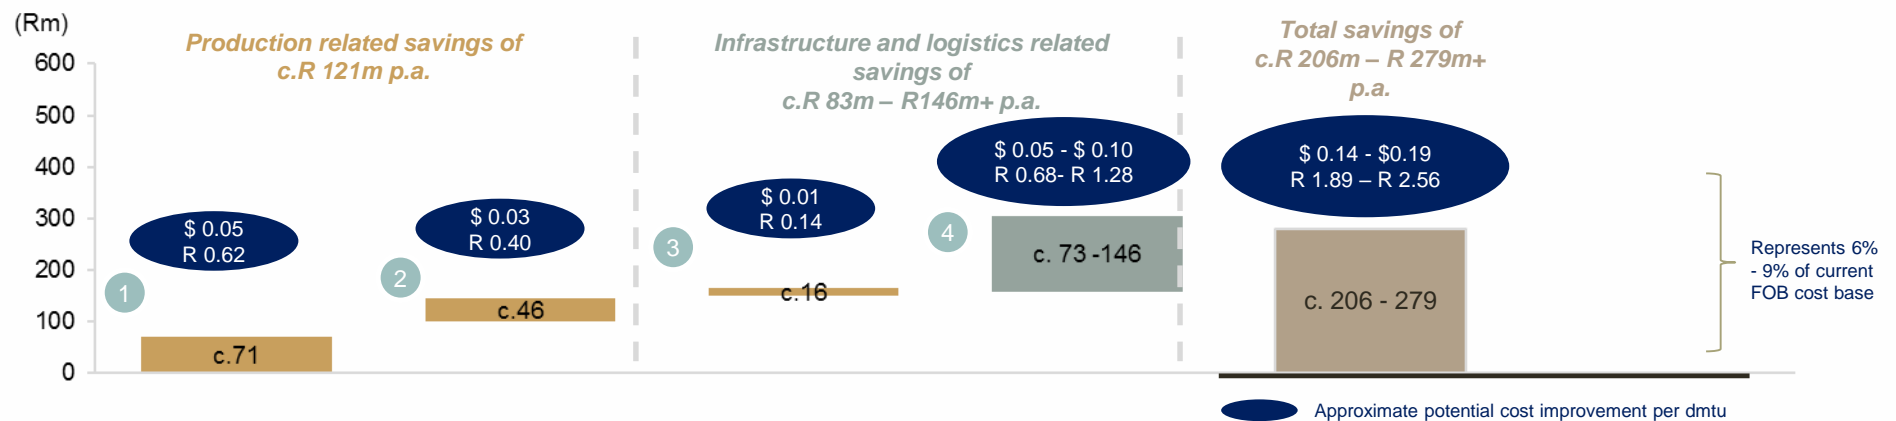 (Rm)
Production related savings of
c.R 121m p.a.
Infrastructure and logistics related
savings of
c.R 83m – R146m+ p.a.
Total savings of
c.R 206m – R 279m+
p.a.
600
500
400
300
200
100
0
1
$ 0.05
R 0.62
c.71
2
$ 0.03
R 0.40
c.46
3
$ 0.01
R 0.14
c.16
4
$ 0.05 - $ 0.10
R 0.68- R 1.28
c. 73 -146
$ 0.14 - $0.19
R 1.89 – R 2.56
c. 206 - 279
Represents 6%
- 9% of current
FOB cost base
Approximate potential cost improvement per dmtu